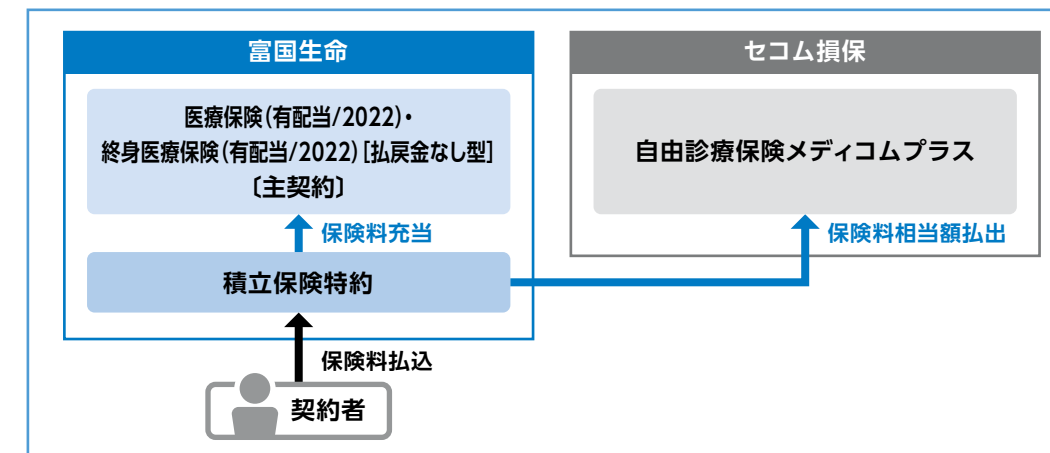 富国生命
医療保険(有配当/2022)・
終身医療保険(有配当/2022)[払戻金なし型]
〔主契約〕
保険料充当
積立保険特約
保険料払込
契約者
セコム損保
自由診療保険メディコムプラス
保険料相当額払出